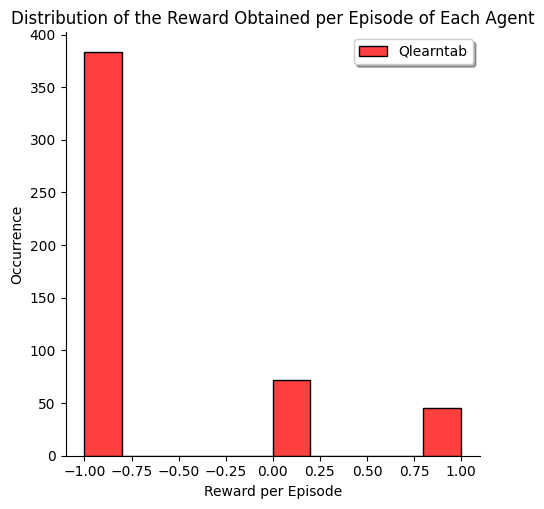 Distribution of the Reward Obtained per Episode of Each Agent
Qlearntab
400
350
300
250
200
150
100
50
0
Occurrence
−1.00 −0.75 −0.50 −0.25 0.00 0.25 0.50 0.75 1.00
Reward per Episode